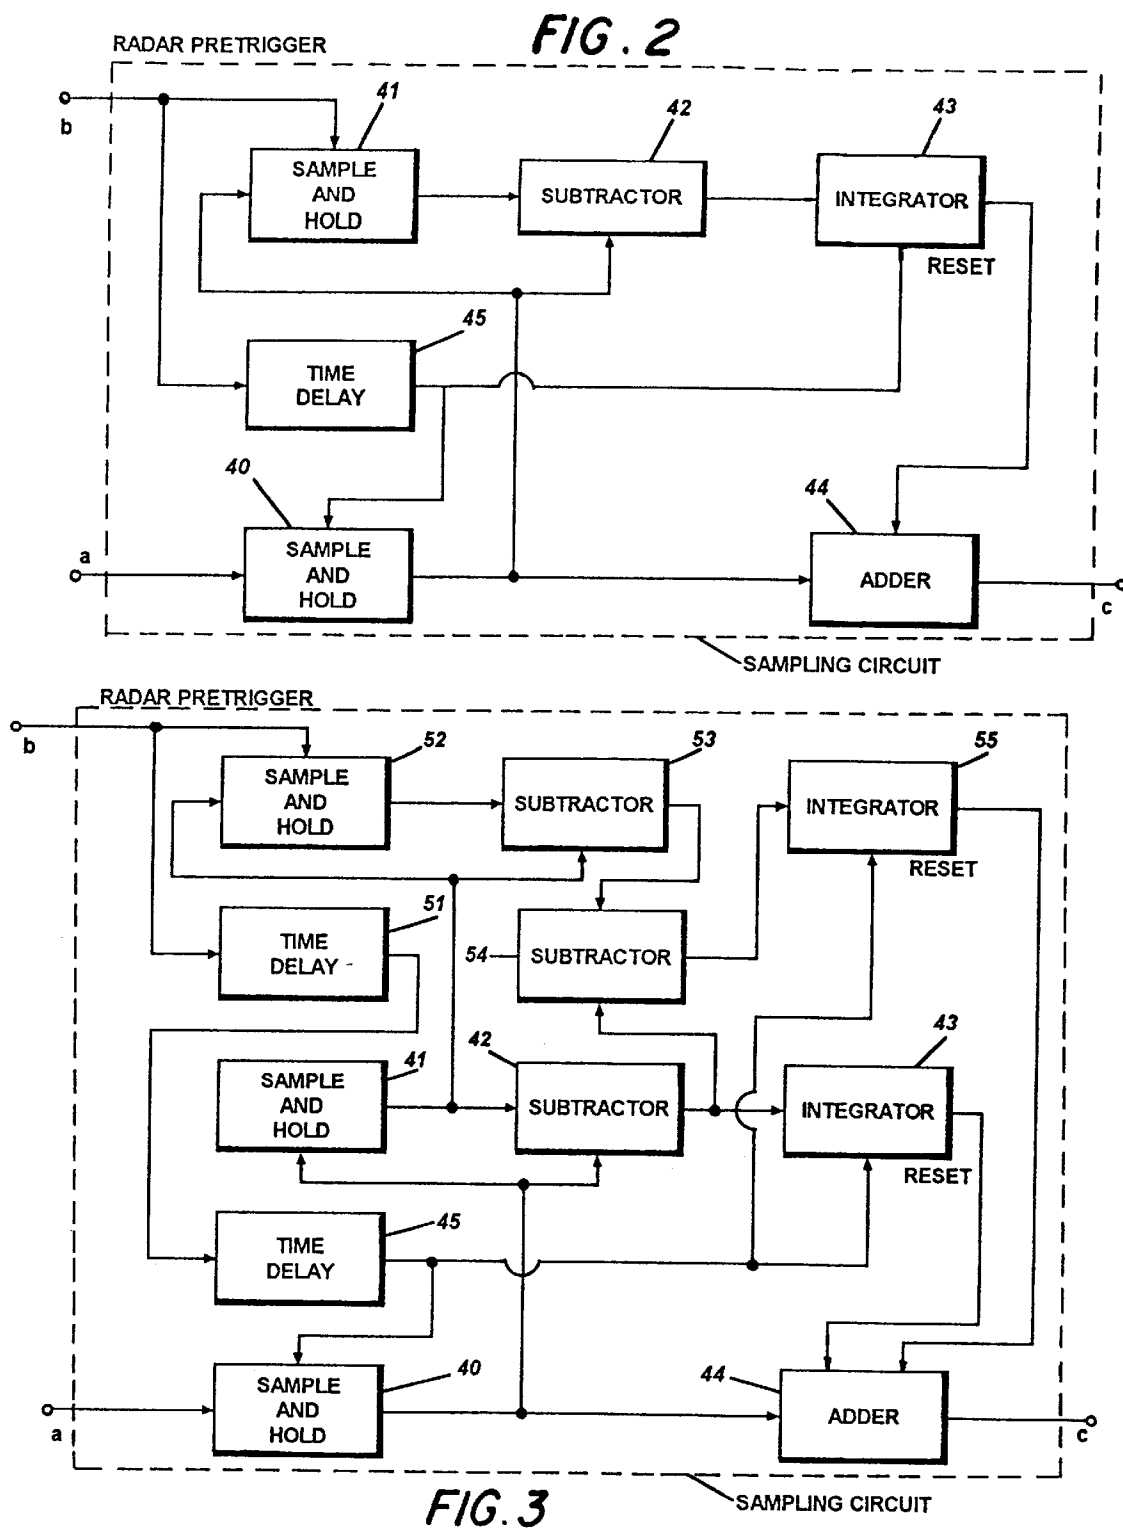 FIG. 2
RADAR PRETRIGGER
b
41
SAMPLE
AND
HOLD
42
SUBTRACTOR
43
INTEGRATOR
RESET
45
TIME
DELAY
40
SAMPLE
AND
HOLD
a
44
ADDER
c
SAMPLING CIRCUIT
RADAR PRETRIGGER
b
52
SAMPLE
AND
HOLD
53
SUBTRACTOR
55
INTEGRATOR
RESET
51
TIME
DELAY
54
SUBTRACTOR
41
SAMPLE
AND
HOLD
42
SUBTRACTOR
43
INTEGRATOR
RESET
45
TIME
DELAY
40
SAMPLE
AND
HOLD
a
44
ADDER
c
SAMPLING CIRCUIT
FIG. 3